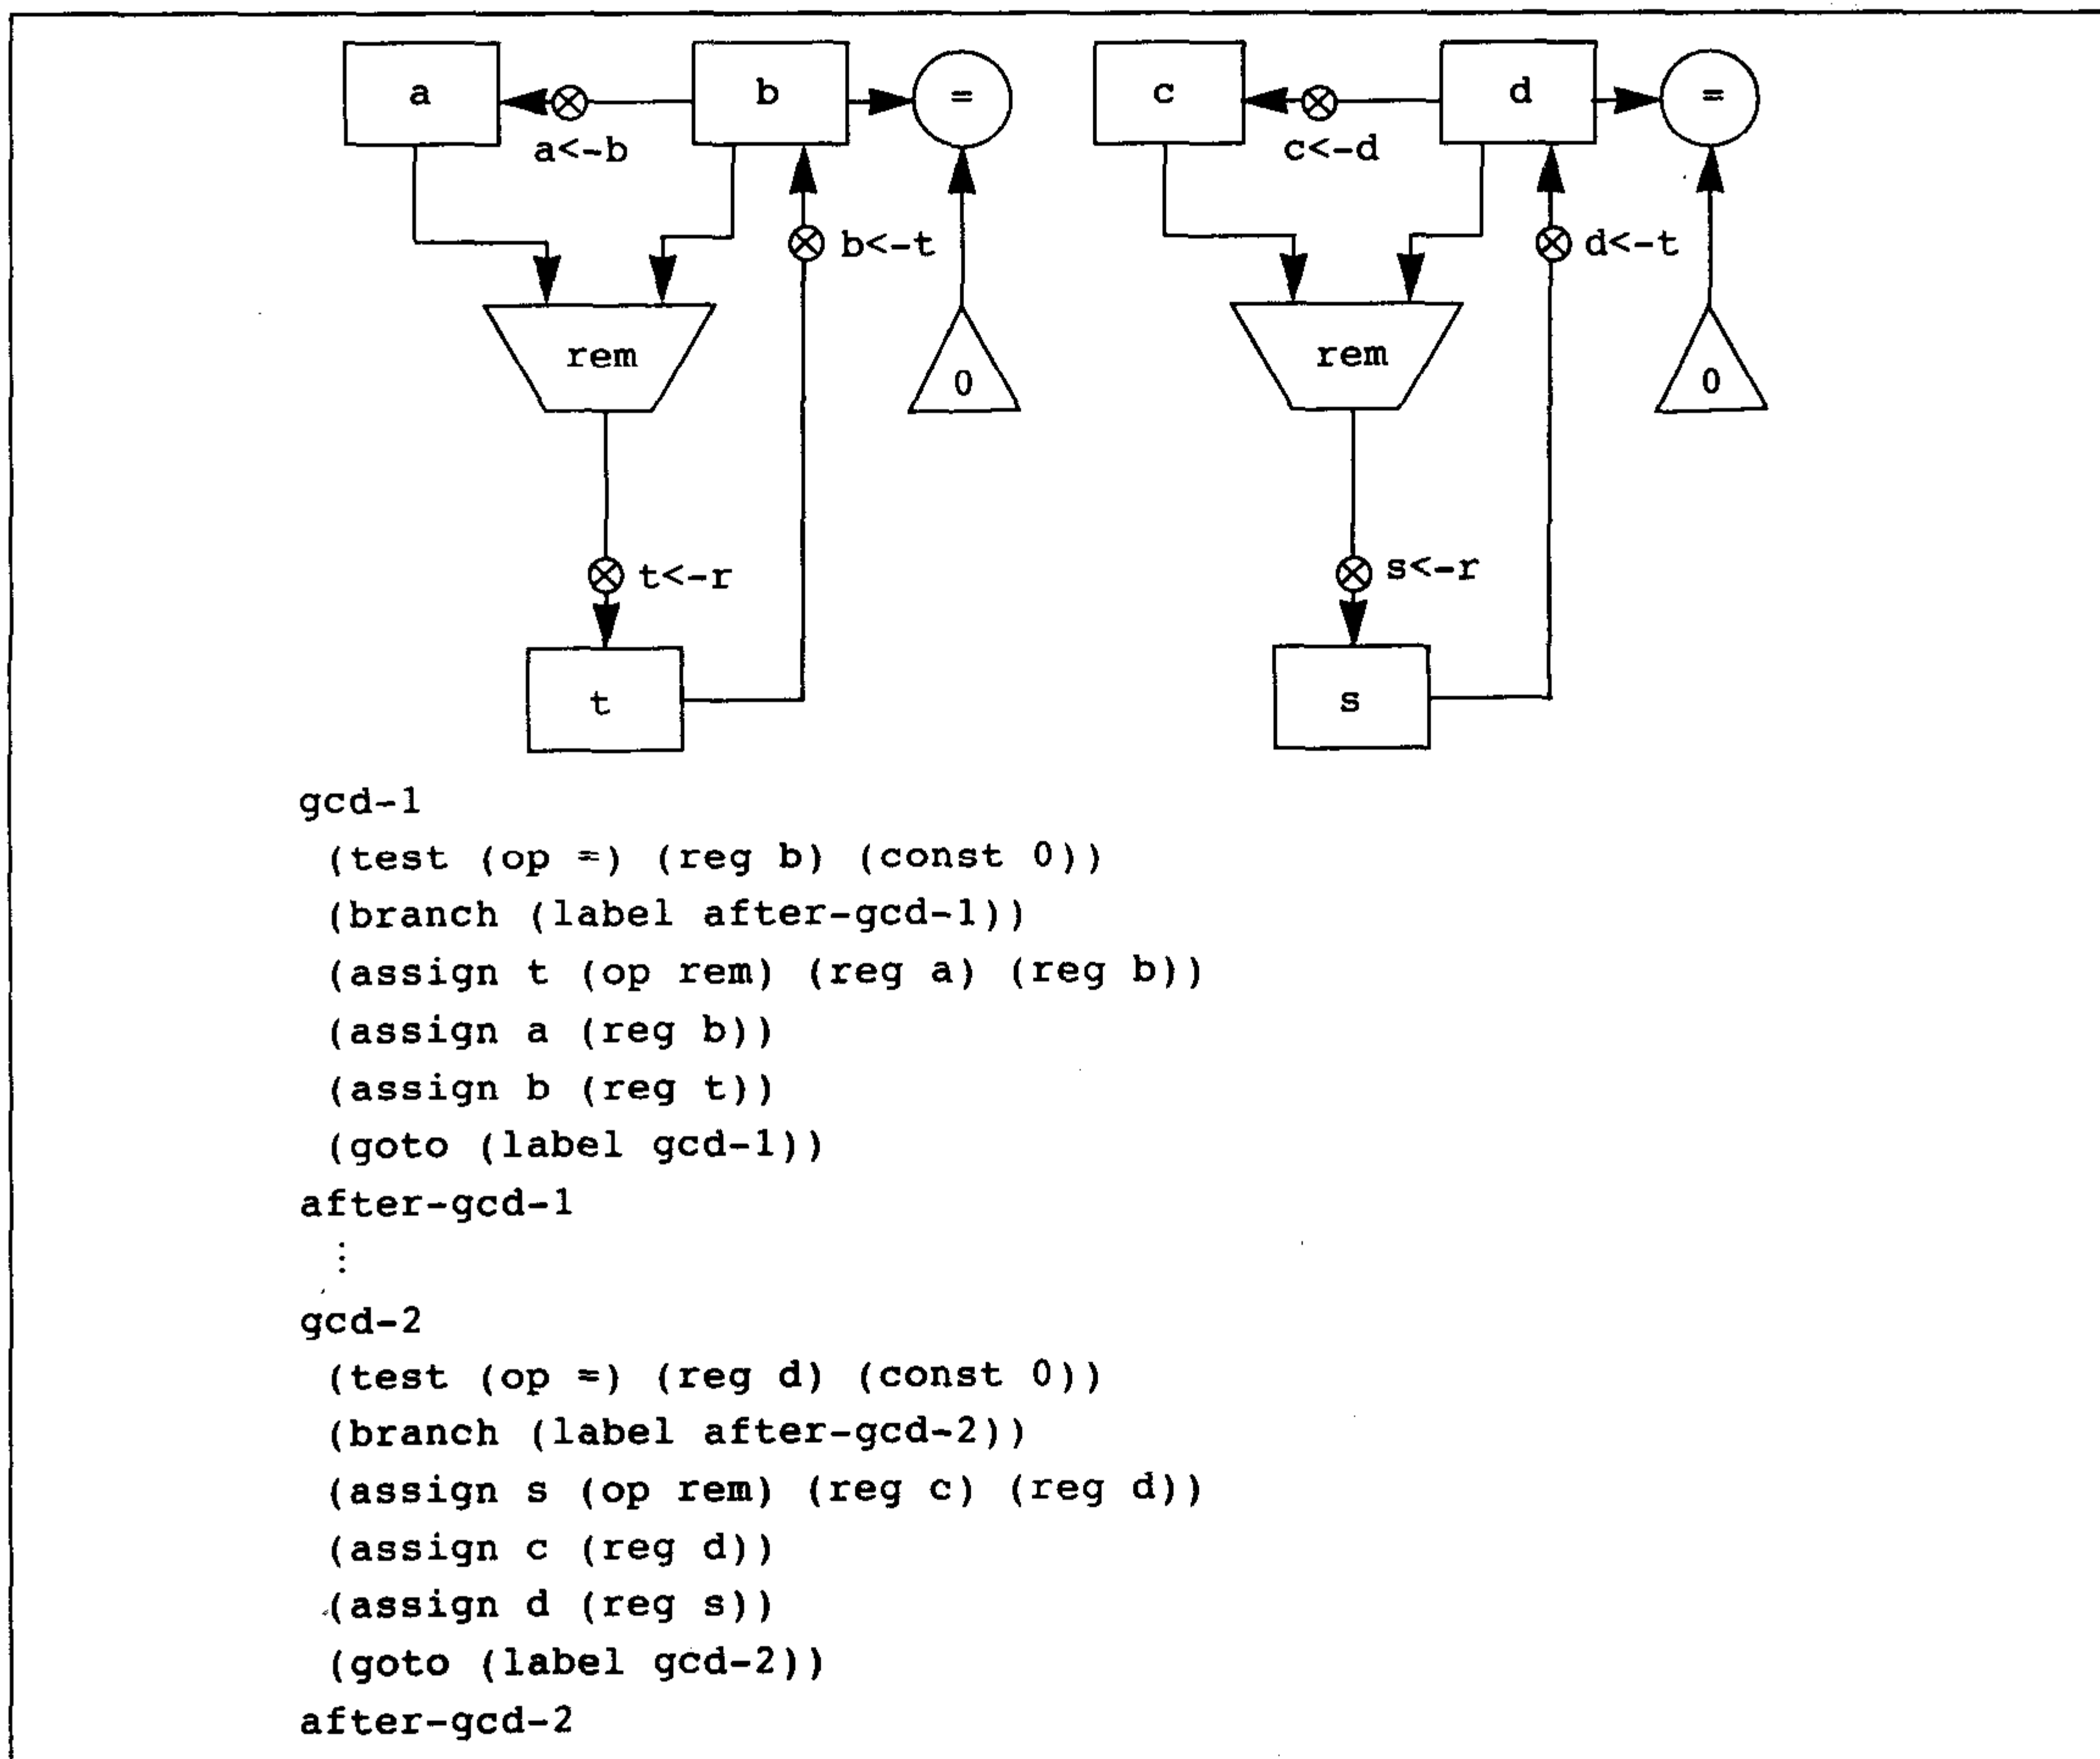 a b = c d =
a<-b c<-d
b<-t d<-t
rem 0 rem 0
t<-r s<-r
t s
gcd-1
(test (op =) (reg b) (const 0))
(branch (label after-gcd-1))
(assign t (op rem) (reg a) (reg b))
(assign a (reg b))
(assign b (reg t))
(goto (label gcd-1))
after-gcd-1
⋮
gcd-2
(test (op =) (reg d) (const 0))
(branch (label after-gcd-2))
(assign s (op rem) (reg c) (reg d))
(assign c (reg d))
(assign d (reg s))
(goto (label gcd-2))
after-gcd-2